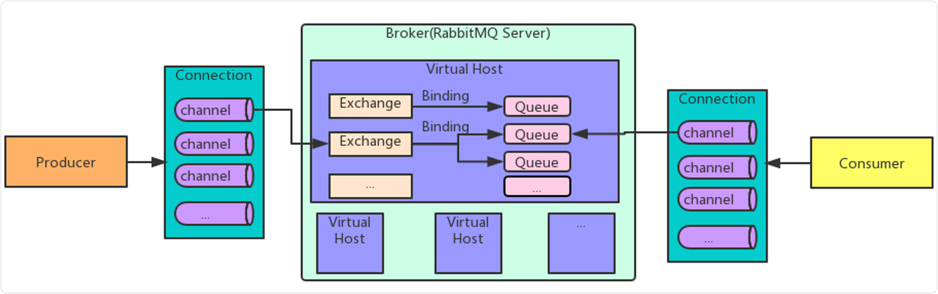 Broker(RabbitMQ Server)
Producer
Connection
channel
channel
channel
...
Virtual Host
Exchange
Binding
Queue
Exchange
Binding
Queue
Queue
...
...
Virtual
Host
Virtual
Host
...
Connection
channel
channel
channel
...
Consumer